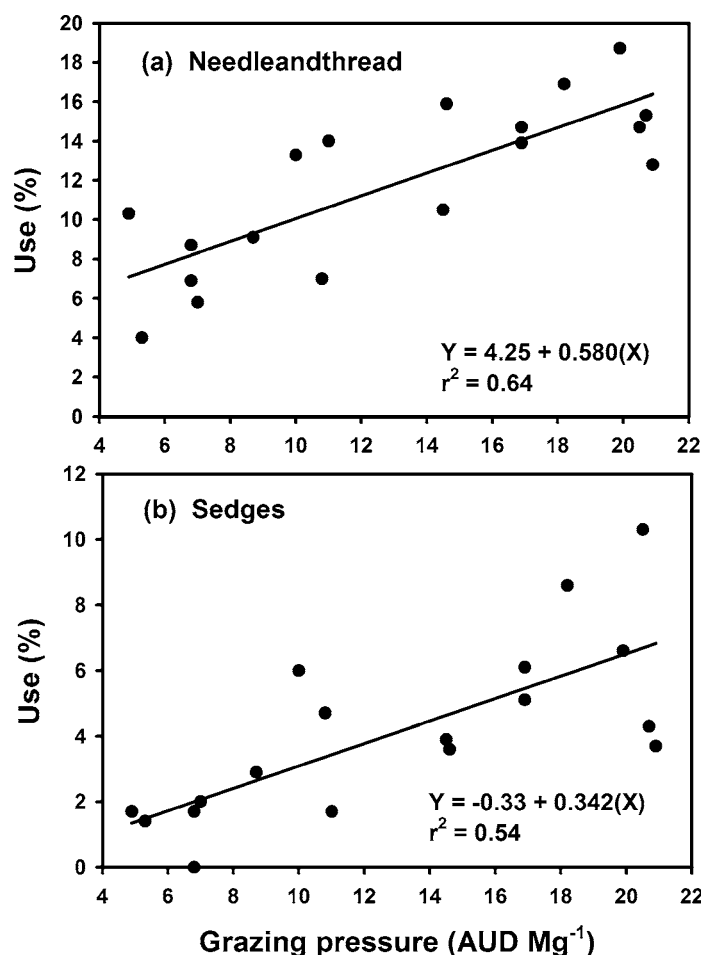 20
18
16
14
12
10
8
6
4
2
0
Use (%)
(a) Needleandthread
Y = 4.25 + 0.580(X)
r² = 0.64
4 6 8 10 12 14 16 18 20 22
12
10
8
6
4
2
0
Use (%)
(b) Sedges
Y = -0.33 + 0.342(X)
r² = 0.54
4 6 8 10 12 14 16 18 20 22
Grazing pressure (AUD Mg⁻¹)